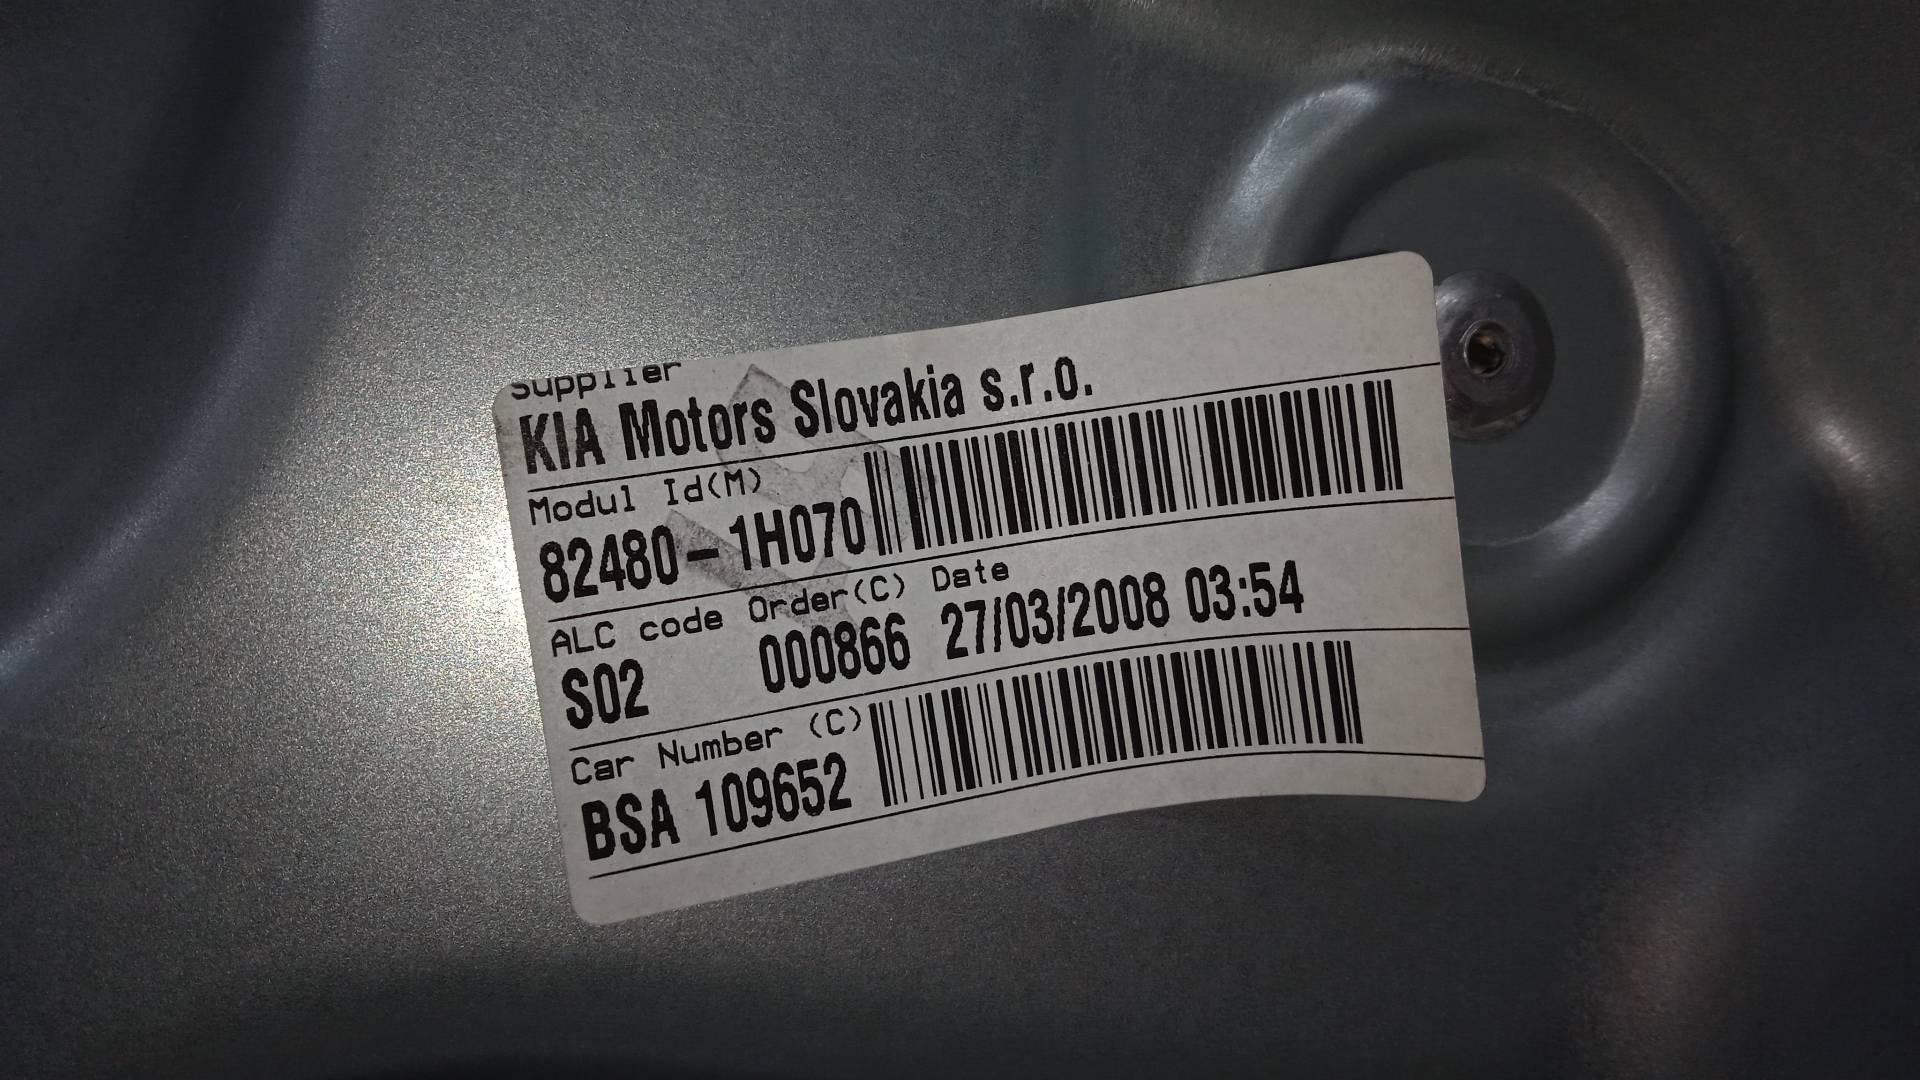 Supplier
KIA Motors Slovakia s.r.o.
Modul Id(M)
82480-1H070
ALC code Order(C) Date
S02 000866 27/03/2008 03:54
Car Number (C)
BSA 109652